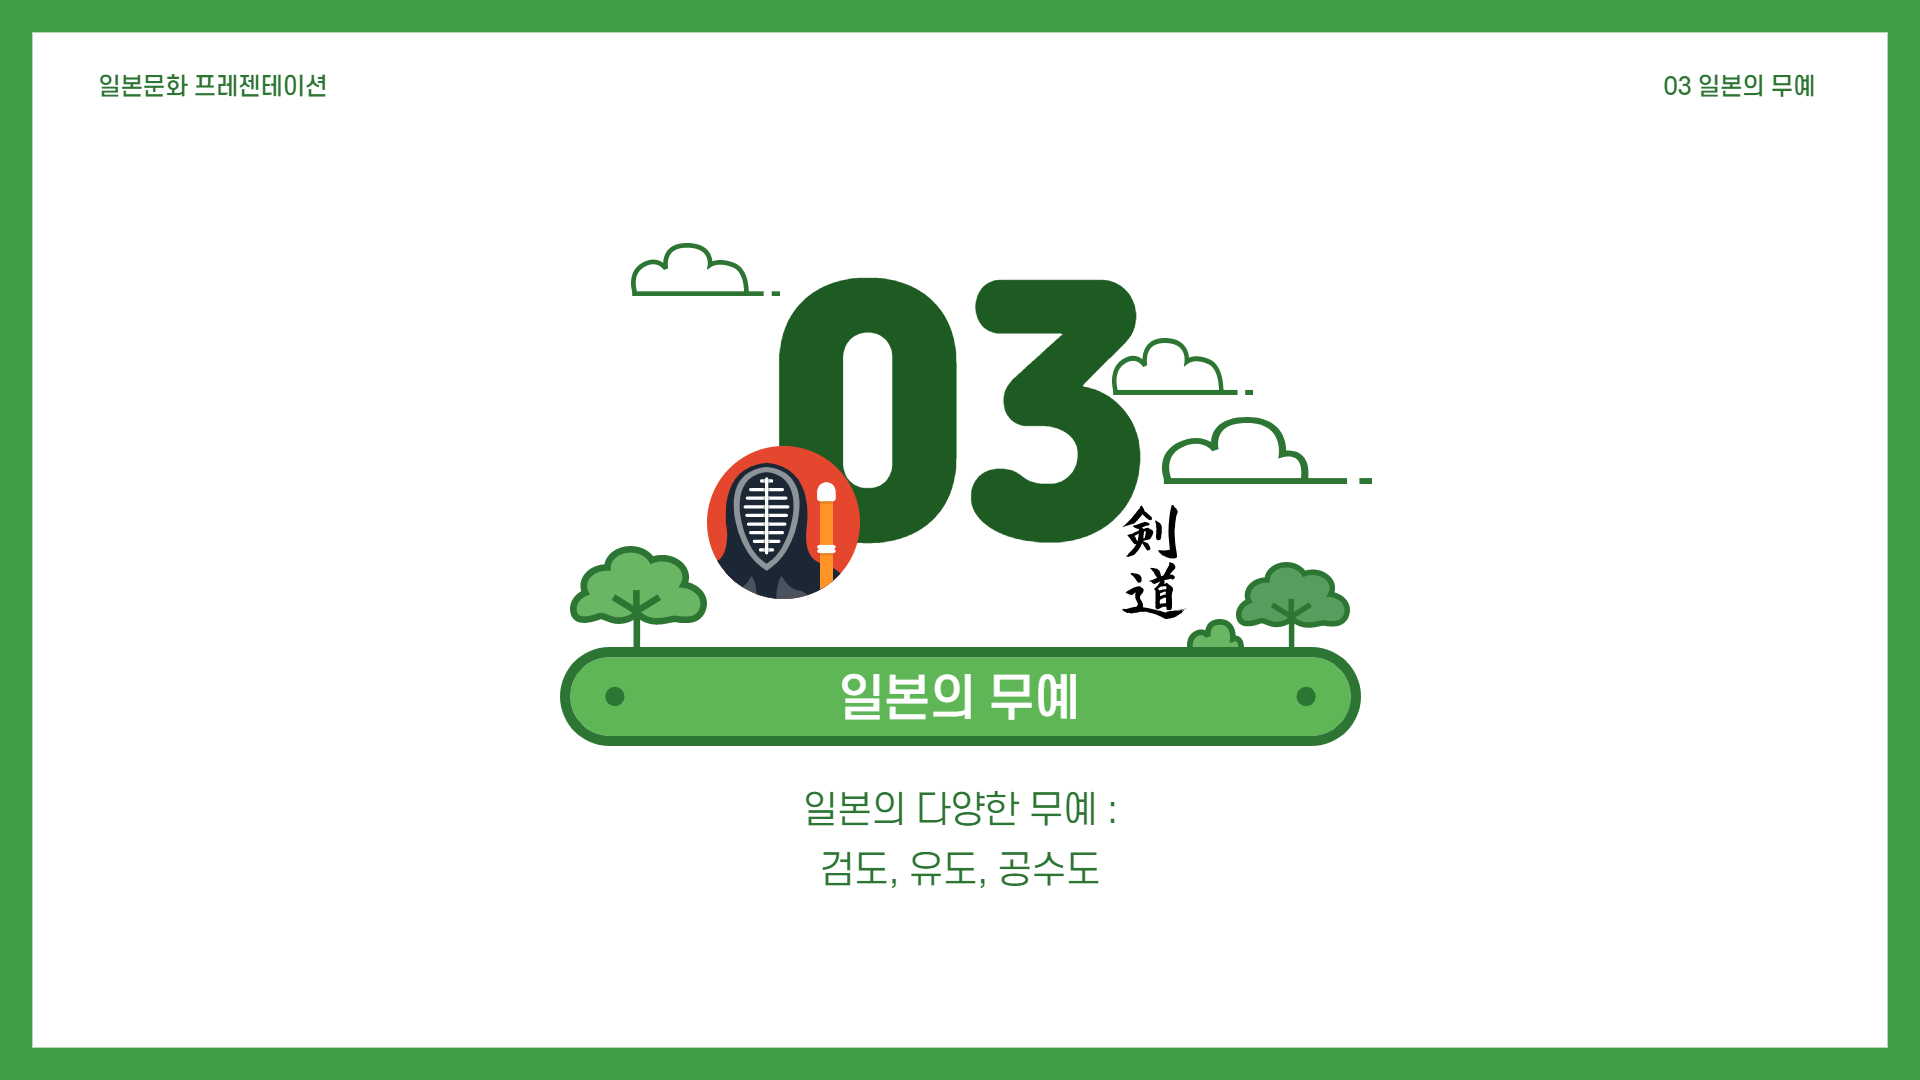 일본문화 프레젠테이션
03 일본의 무예
03
剣
道
일본의 무예
일본의 다양한 무예 :
검도, 유도, 공수도